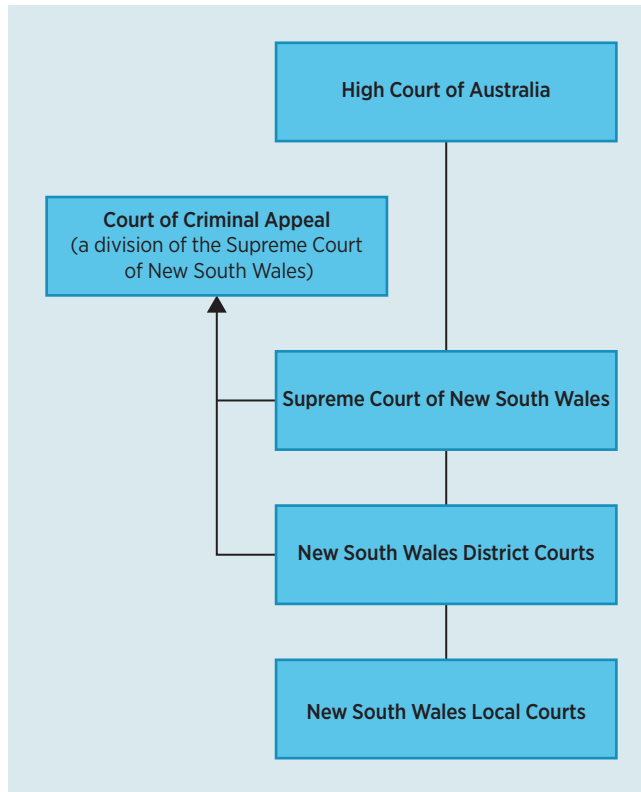 High Court of Australia
Court of Criminal Appeal
(a division of the Supreme Court
of New South Wales)
Supreme Court of New South Wales
New South Wales District Courts
New South Wales Local Courts